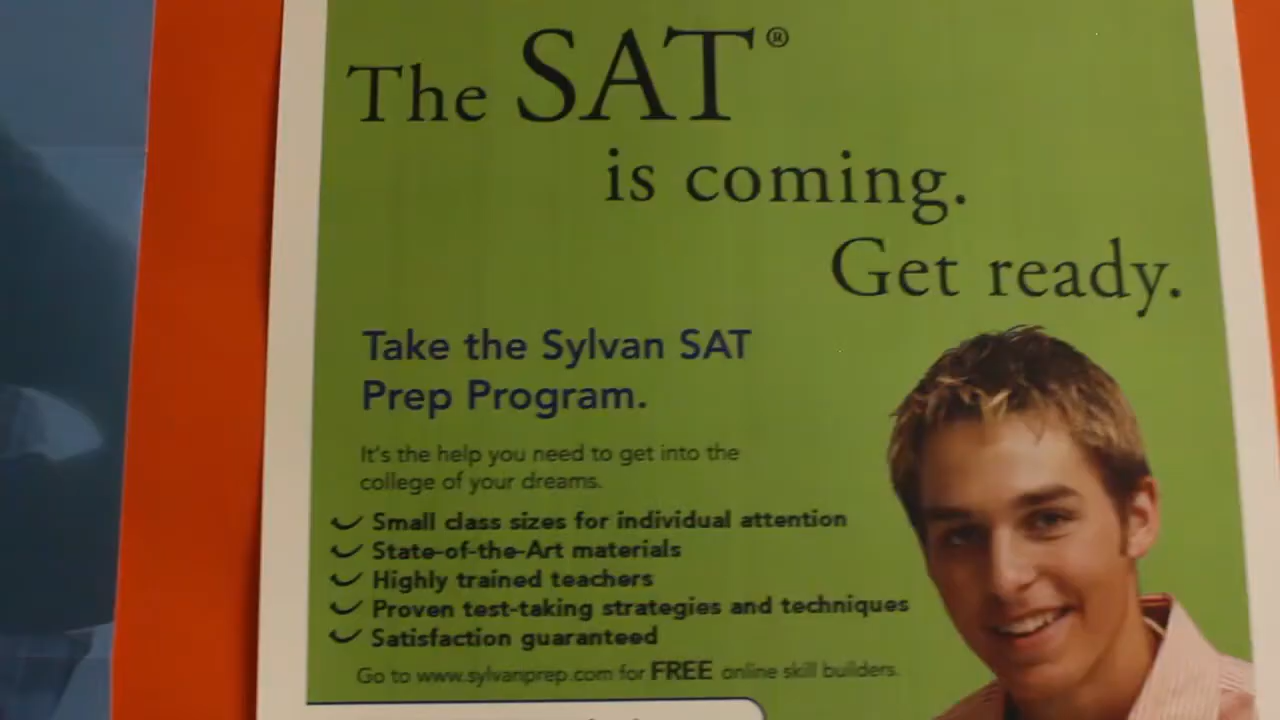 The SAT®
is coming.
Get ready.
Take the Sylvan SAT
Prep Program.
It's the help you need to get into the
college of your dreams.
Small class sizes for individual attention
State-of-the-Art materials
Highly trained teachers
Proven test-taking strategies and techniques
Satisfaction guaranteed
Go to www.sylvanprep.com for FREE online skill builders.